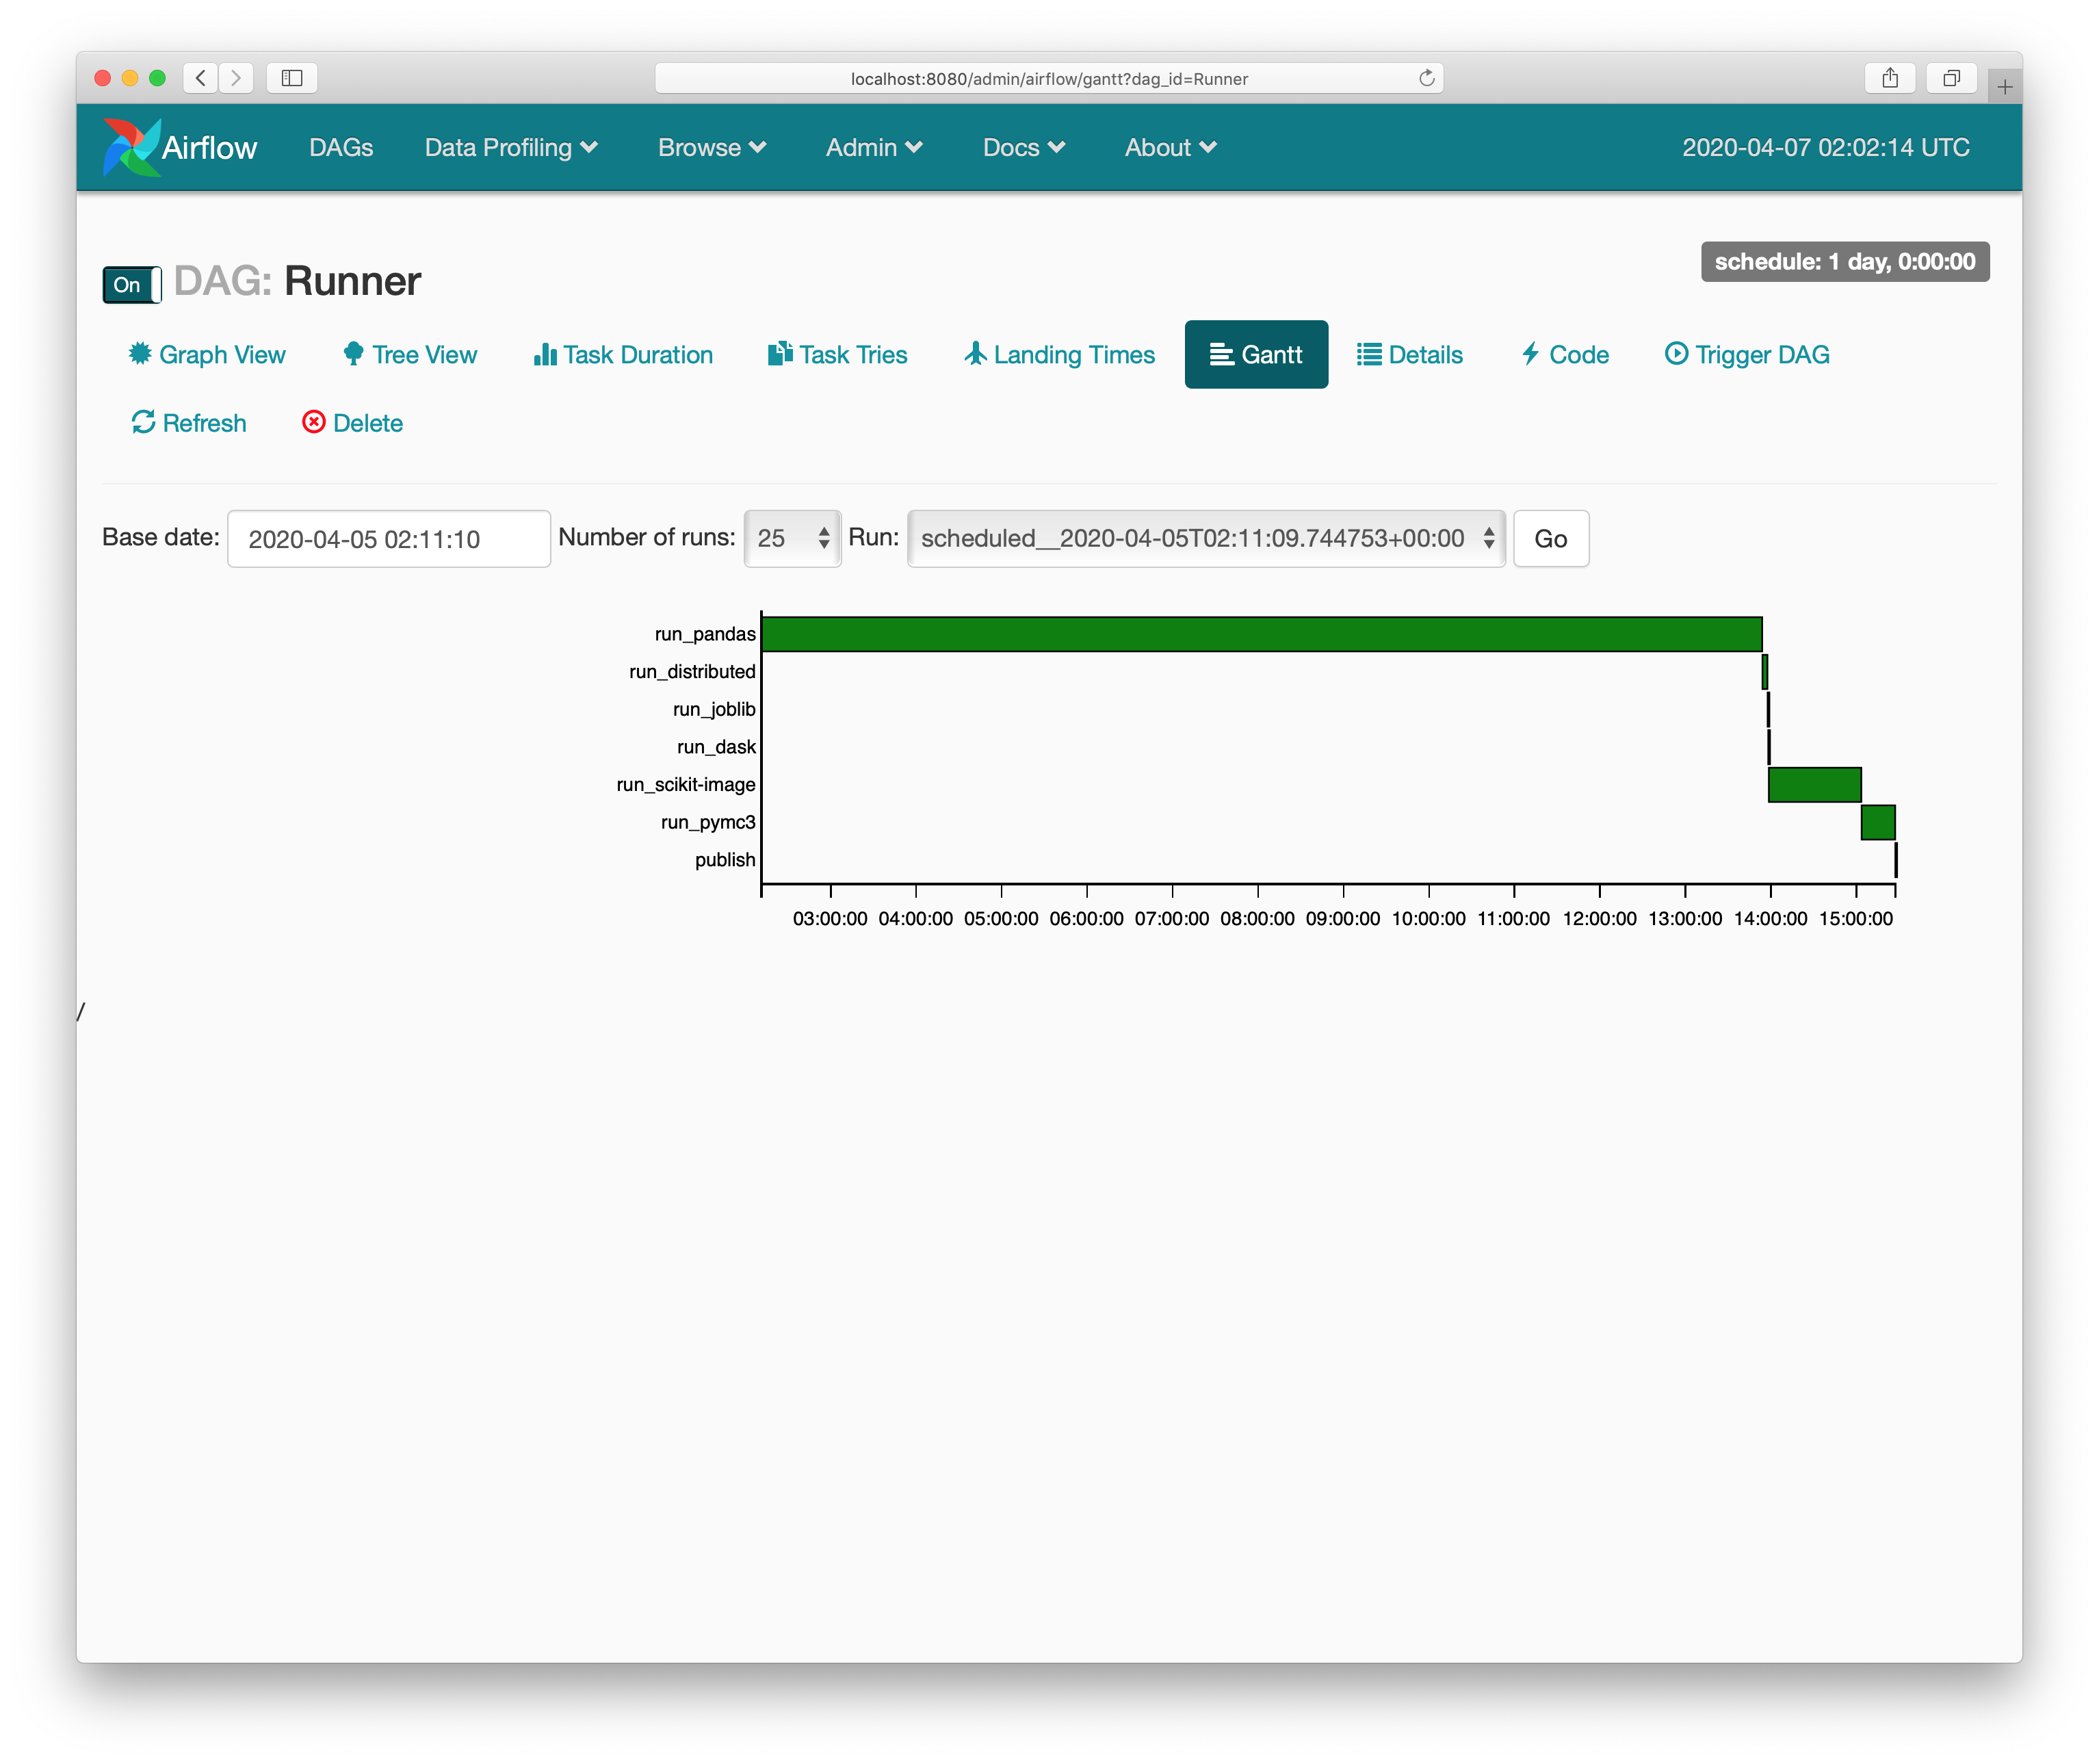 localhost:8080/admin/airflow/gantt?dag_id=Runner
Airflow DAGs Data Profiling Browse Admin Docs About 2020-04-07 02:02:14 UTC
schedule: 1 day, 0:00:00
On DAG: Runner
Graph View Tree View Task Duration Task Tries Landing Times Gantt Details Code Trigger DAG
Refresh Delete
Base date: 2020-04-05 02:11:10 Number of runs: 25 Run: scheduled__2020-04-05T02:11:09.744753+00:00 Go
run_pandas
run_distributed
run_joblib
run_dask
run_scikit-image
run_pymc3
publish
03:00:00 04:00:00 05:00:00 06:00:00 07:00:00 08:00:00 09:00:00 10:00:00 11:00:00 12:00:00 13:00:00 14:00:00 15:00:00
/